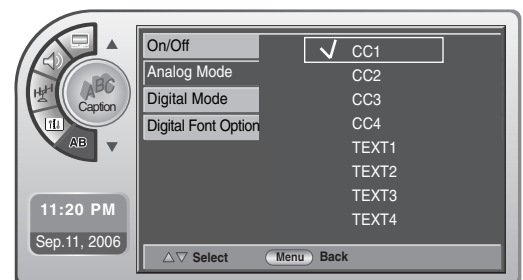 ABC
Caption
AB
11:20 PM
Sep.11, 2006
On/Off
Analog Mode
Digital Mode
Digital Font Option
CC1
CC2
CC3
CC4
TEXT1
TEXT2
TEXT3
TEXT4
Select
Menu Back